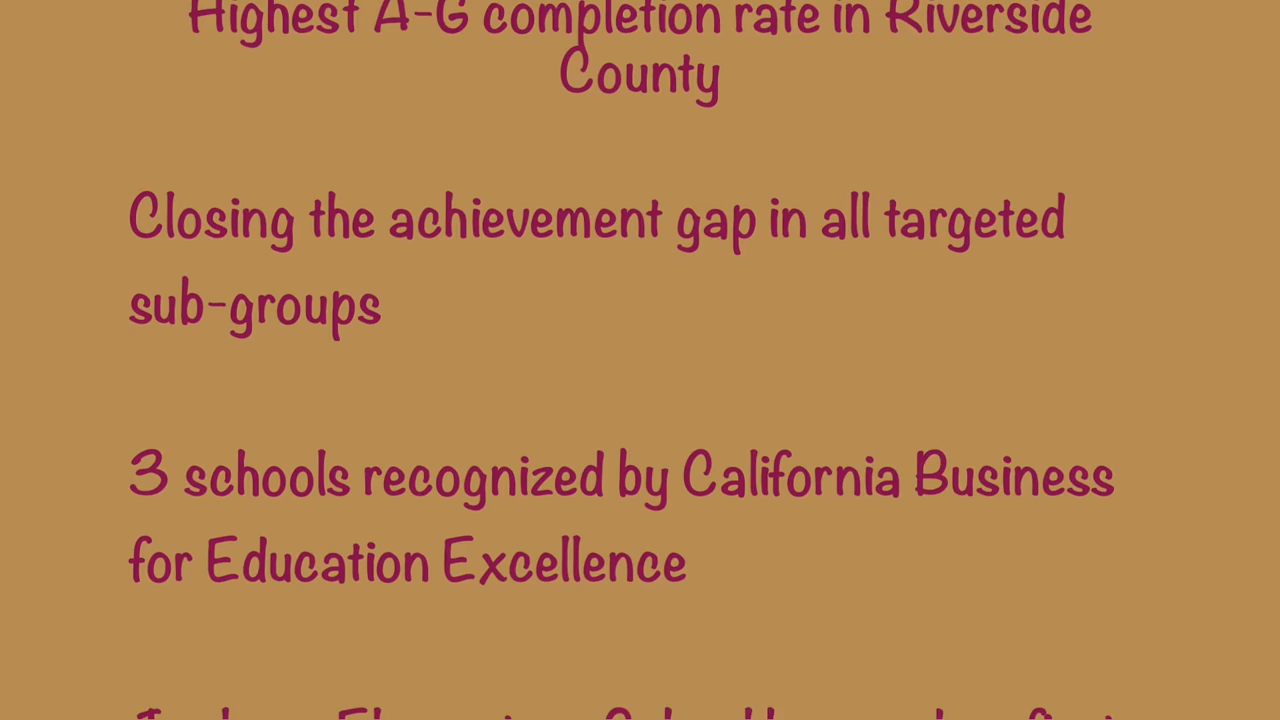 Highest A-G completion rate in Riverside
County
Closing the achievement gap in all targeted
sub-groups
3 schools recognized by California Business
for Education Excellence